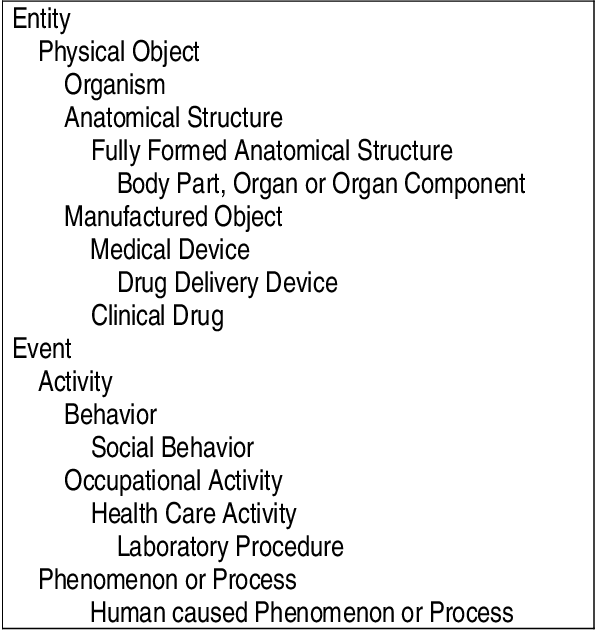 Entity
Physical Object
Organism
Anatomical Structure
Fully Formed Anatomical Structure
Body Part, Organ or Organ Component
Manufactured Object
Medical Device
Drug Delivery Device
Clinical Drug
Event
Activity
Behavior
Social Behavior
Occupational Activity
Health Care Activity
Laboratory Procedure
Phenomenon or Process
Human caused Phenomenon or Process